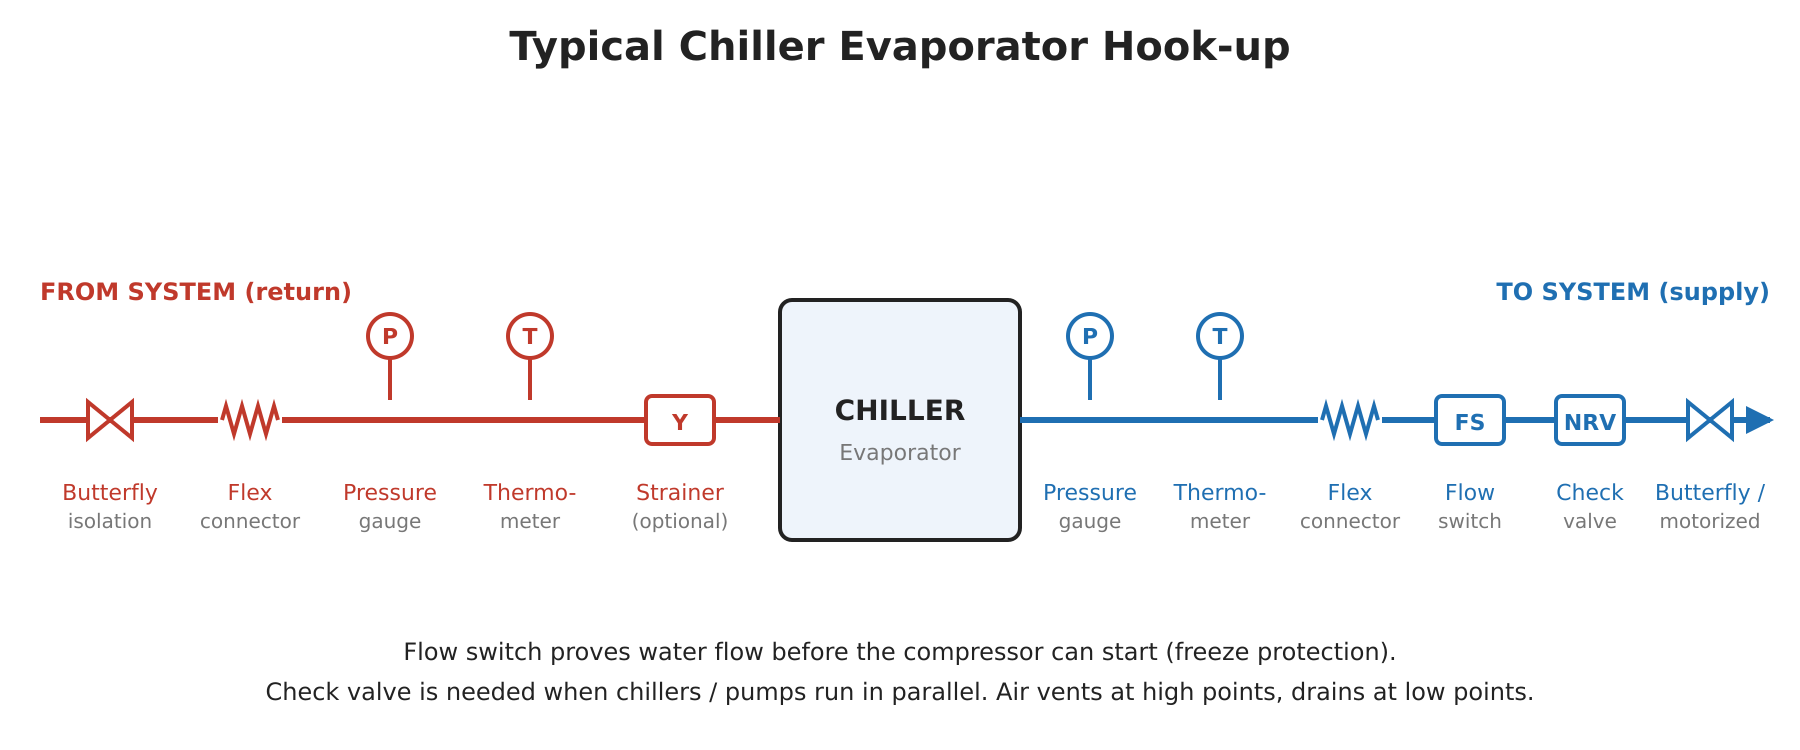 Typical Chiller Evaporator Hook-up
FROM SYSTEM (return)
TO SYSTEM (supply)
P
T
P
T
Y
CHILLER
Evaporator
FS
NRV
Butterfly
isolation
Flex
connector
Pressure
gauge
Thermo-
meter
Strainer
(optional)
Pressure
gauge
Thermo-
meter
Flex
connector
Flow
switch
Check
valve
Butterfly /
motorized
Flow switch proves water flow before the compressor can start (freeze protection).
Check valve is needed when chillers / pumps run in parallel. Air vents at high points, drains at low points.